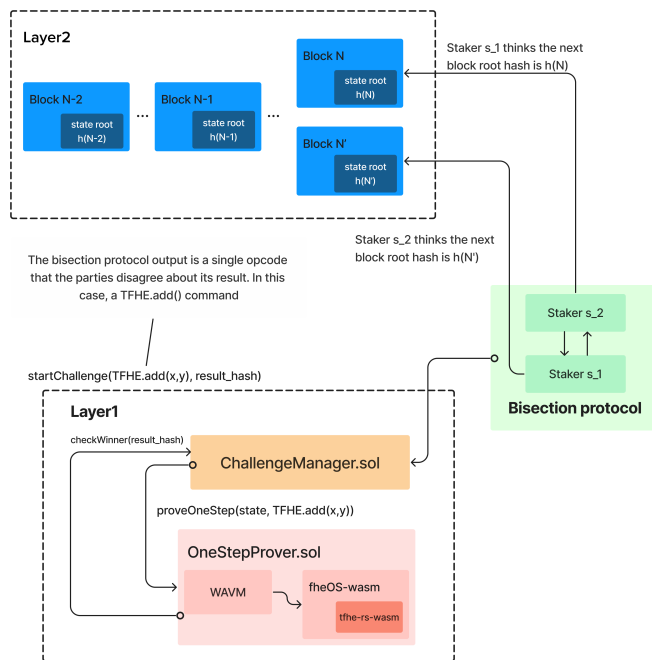 Layer2
Block N
state root
h(N)
Block N-2
state root
h(N-2)
...
Block N-1
state root
h(N-1)
...
Block N'
state root
h(N')
Staker s_1 thinks the next
block root hash is h(N)
Staker s_2 thinks the next
block root hash is h(N')
The bisection protocol output is a single opcode
that the parties disagree about its result. In this
case, a TFHE.add() command
Staker s_2
Staker s_1
Bisection protocol
startChallenge(TFHE.add(x,y), result_hash)
Layer1
checkWinner(result_hash)
ChallengeManager.sol
proveOneStep(state, TFHE.add(x,y))
OneStepProver.sol
WAVM
fheOS-wasm
tfhe-rs-wasm